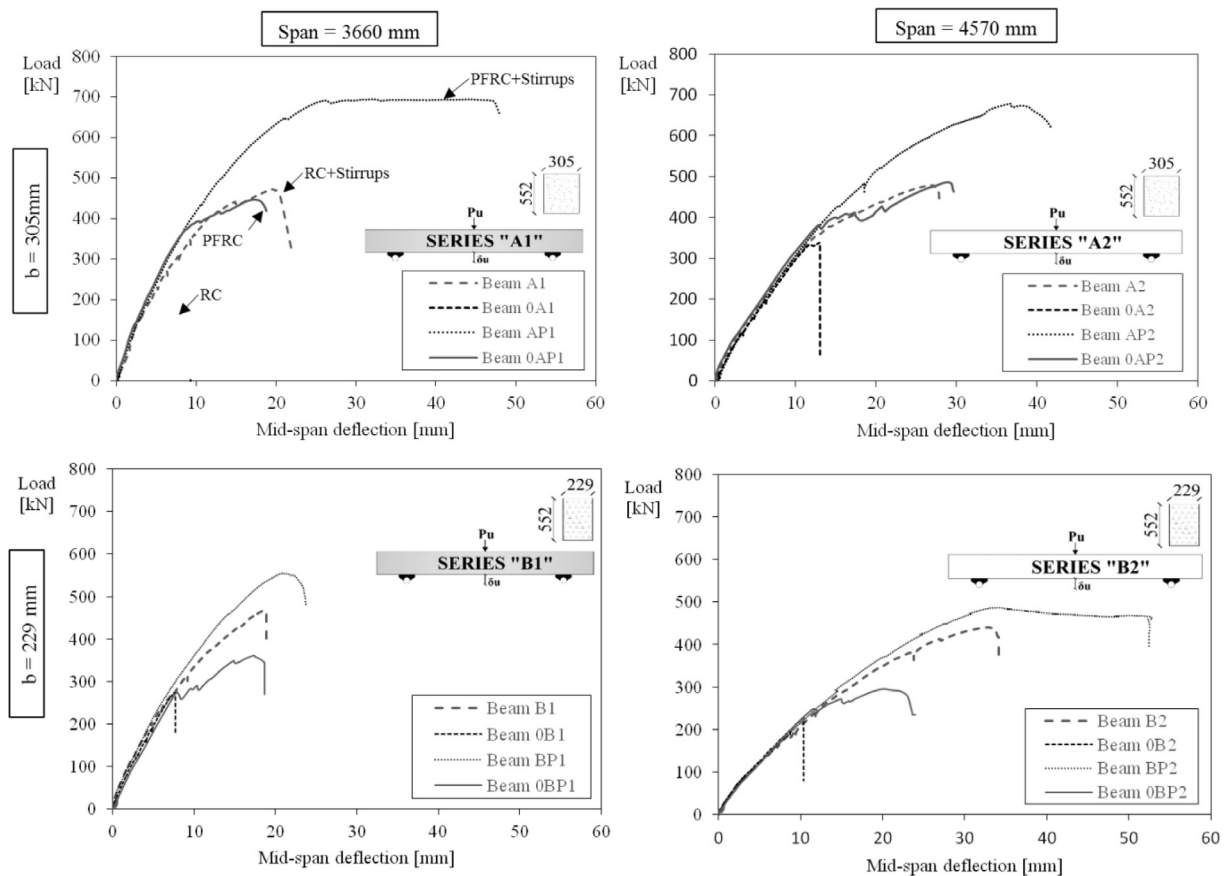 Span = 3660 mm
Span = 4570 mm
b = 305mm
b = 229 mm
Load
[kN]
800
700
600
500
400
300
200
100
0
0 10 20 30 40 50 60
Mid-span deflection [mm]
PFRC+Stirrups
RC+Stirrups
PFRC
RC
305
552
Pu
SERIES "A1"
δu
Beam A1
Beam 0A1
Beam AP1
Beam 0AP1
Load
[kN]
800
700
600
500
400
300
200
100
0
0 10 20 30 40 50 60
Mid-span deflection [mm]
305
552
Pu
SERIES "A2"
δu
Beam A2
Beam 0A2
Beam AP2
Beam 0AP2
Load
[kN]
800
700
600
500
400
300
200
100
0
0 10 20 30 40 50 60
Mid-span deflection [mm]
229
552
Pu
SERIES "B1"
δu
Beam B1
Beam 0B1
Beam BP1
Beam 0BP1
Load
[kN]
800
700
600
500
400
300
200
100
0
0 10 20 30 40 50 60
Mid-span deflection [mm]
229
552
Pu
SERIES "B2"
δu
Beam B2
Beam 0B2
Beam BP2
Beam 0BP2